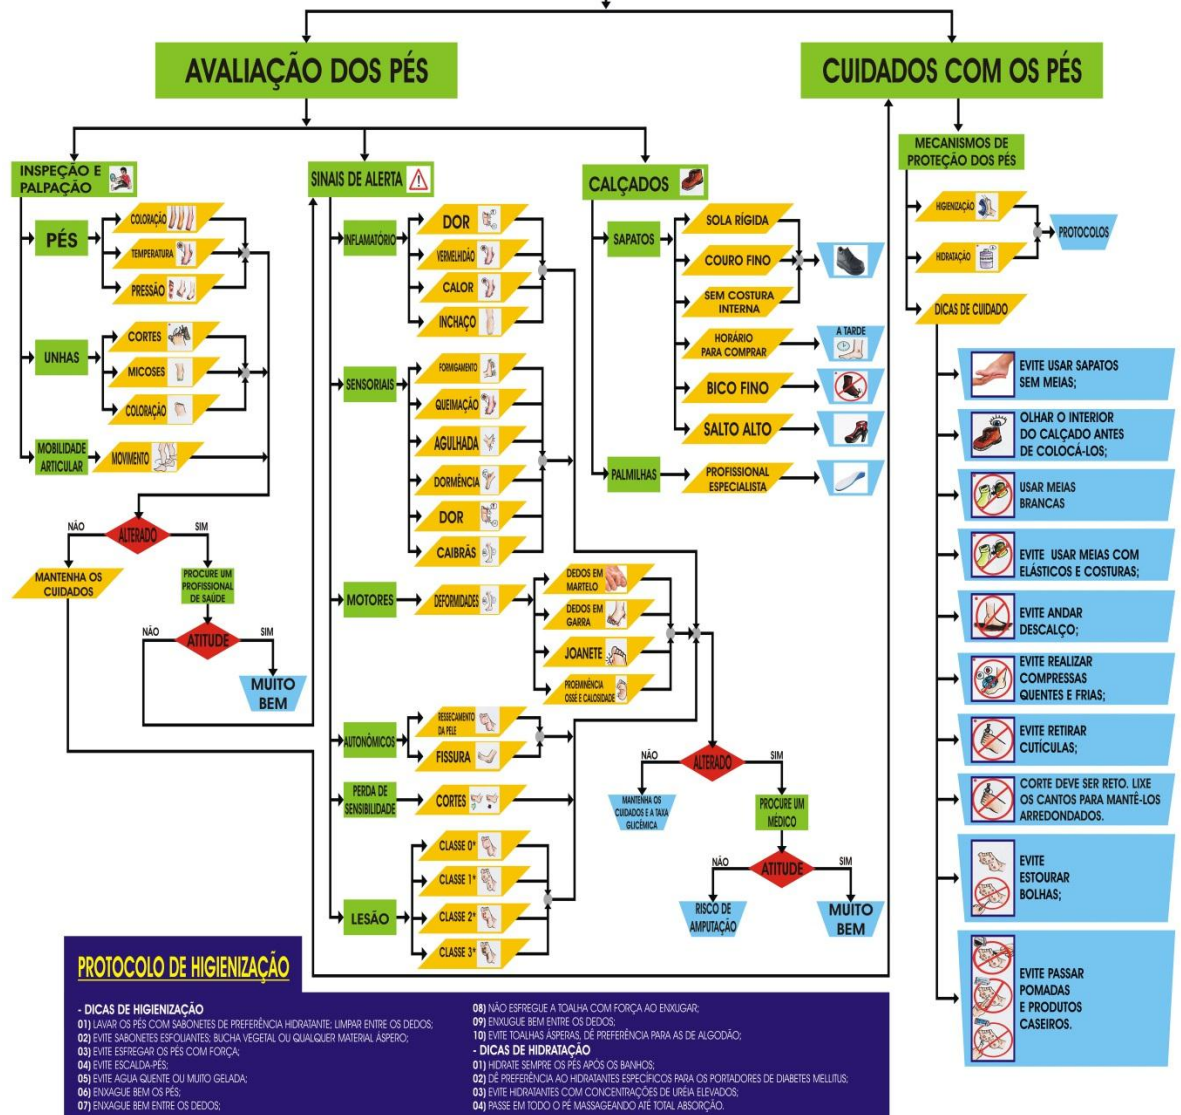 AVALIAÇÃO DOS PÉS
CUIDADOS COM OS PÉS
INSPEÇÃO E
PALPAÇÃO
PÉS
COLORAÇÃO
TEMPERATURA
PRESSÃO
UNHAS
CORTES
MICOSES
COLORAÇÃO
MOBILIDADE
ARTICULAR
MOVIMENTO
NÃO
ALTERADO
SIM
MANTENHA OS
CUIDADOS
PROCURE UM
PROFISSIONAL
DE SAÚDE
NÃO
ATITUDE
SIM
MUITO
BEM
SINAIS DE ALERTA
INFLAMATÓRIO
DOR
VERMELHIDÃO
CALOR
INCHAÇO
SENSORIAIS
FORMIGAMENTO
QUEIMAÇÃO
AGULHADA
DORMÊNCIA
DOR
CAIBRÃS
MOTORES
DEFORMIDADES
DEDOS EM
MARTELO
DEDOS EM
GARRA
JOANETE
PROEMINÊNCIA
OSSE E CALOSIDADE
AUTONÔMICOS
RESSECAMENTO
DA PELE
FISSURA
PERDA DE
SENSIBILIDADE
CORTES
LESÃO
CLASSE 0*
CLASSE 1*
CLASSE 2*
CLASSE 3*
NÃO
ALTERADO
SIM
MANTENHA OS
CUIDADOS E A TAXA
GLICÊMICA
PROCURE UM
MÉDICO
NÃO
ATITUDE
SIM
RISCO DE
AMPUTAÇÃO
MUITO
BEM
CALÇADOS
SAPATOS
SOLA RÍGIDA
COURO FINO
SEM COSTURA
INTERNA
HORÁRIO
PARA COMPRAR
A TARDE
BICO FINO
SALTO ALTO
PALMILHAS
PROFISSIONAL
ESPECIALISTA
MECANISMOS DE
PROTEÇÃO DOS PÉS
HIGIENIZAÇÃO
HIDRATAÇÃO
PROTOCOLOS
DICAS DE CUIDADO
EVITE USAR SAPATOS
SEM MEIAS;
OLHAR O INTERIOR
DO CALÇADO ANTES
DE COLOCÁ-LOS;
USAR MEIAS
BRANCAS
EVITE USAR MEIAS COM
ELÁSTICOS E COSTURAS;
EVITE ANDAR
DESCALÇO;
EVITE REALIZAR
COMPRESSAS
QUENTES E FRIAS;
EVITE RETIRAR
CUTÍCULAS;
CORTE DEVE SER RETO. LIXE
OS CANTOS PARA MANTÊ-LOS
ARREDONDADOS.
EVITE
ESTOURAR
BOLHAS;
EVITE PASSAR
POMADAS
E PRODUTOS
CASEIROS.
PROTOCOLO DE HIGIENIZAÇÃO
- DICAS DE HIGIENIZAÇÃO
01) LAVAR OS PÉS COM SABONETES DE PREFERÊNCIA HIDRATANTE; LIMPAR ENTRE OS DEDOS;
02) EVITE SABONETES ESFOLIANTES; BUCHA VEGETAL OU QUALQUER MATERIAL ÁSPERO;
03) EVITE ESFREGAR OS PÉS COM FORÇA;
04) EVITE ESCALDA-PÉS;
05) EVITE AGUA QUENTE OU MUITO GELADA;
06) ENXAGUE BEM OS PÉS;
07) ENXAGUE BEM ENTRE OS DEDOS;
08) NÃO ESFREGUE A TOALHA COM FORÇA AO ENXUGAR;
09) ENXUGUE BEM ENTRE OS DEDOS;
10) EVITE TOALHAS ÁSPERAS, DÊ PREFERÊNCIA PARA AS DE ALGODÃO;
- DICAS DE HIDRATAÇÃO
01) HIDRATE SEMPRE OS PÉS APÓS OS BANHOS;
02) DÊ PREFERÊNCIA AO HIDRATANTES ESPECÍFICOS PARA OS PORTADORES DE DIABETES MELLITUS;
03) EVITE HIDRATANTES COM CONCENTRAÇÕES DE URÉIA ELEVADOS;
04) PASSE EM TODO O PÉ MASSAGEANDO ATÉ TOTAL ABSORÇÃO.